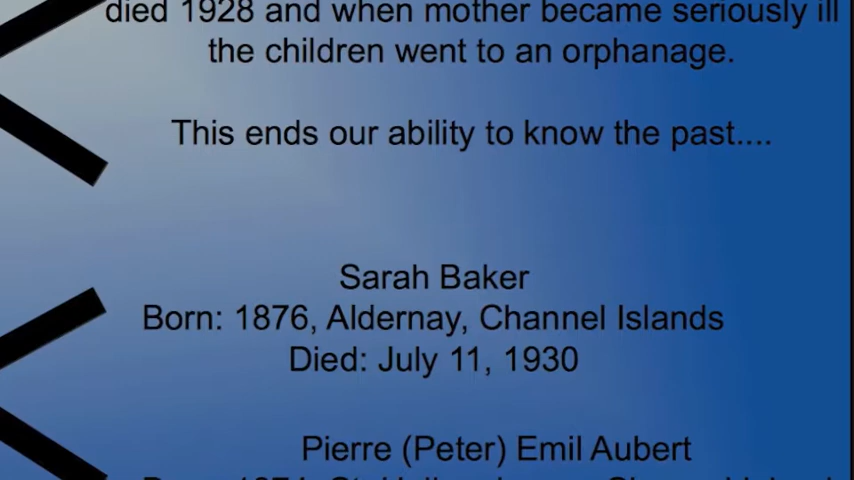 died 1928 and when mother became seriously ill
the children went to an orphanage.
This ends our ability to know the past....
Sarah Baker
Born: 1876, Aldernay, Channel Islands
Died: July 11, 1930
Pierre (Peter) Emil Aubert